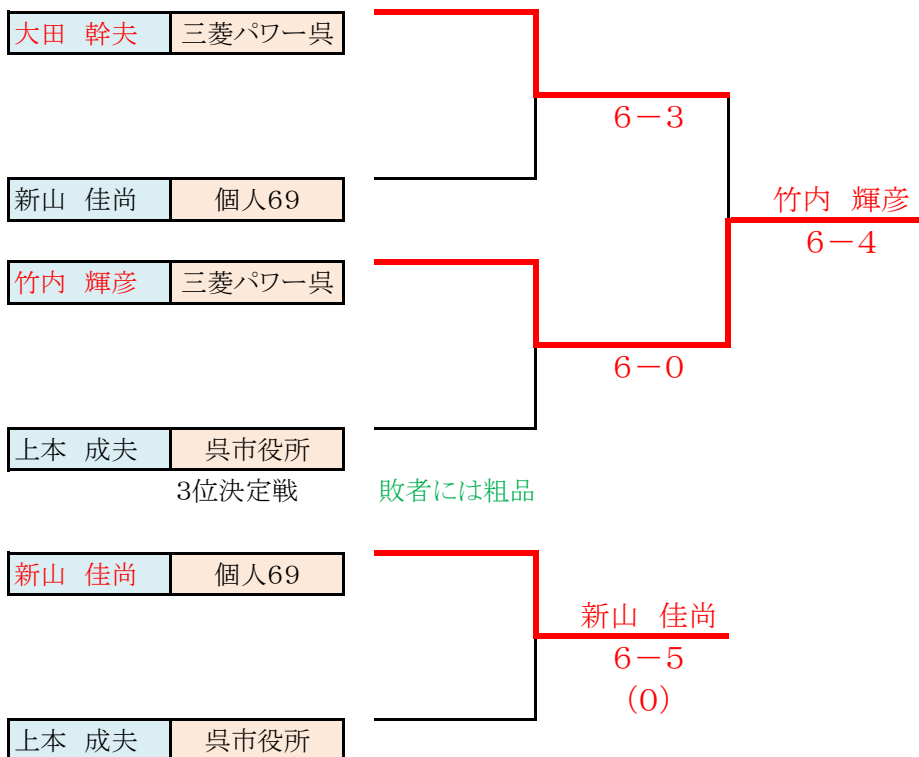 大田　幹夫 三菱パワー呉
6－3
新山　佳尚 個人69
竹内　輝彦
6－4
竹内　輝彦 三菱パワー呉
6－0
上本　成夫 呉市役所
3位決定戦 敗者には粗品
新山　佳尚 個人69
新山　佳尚
6－5
（0）
上本　成夫 呉市役所